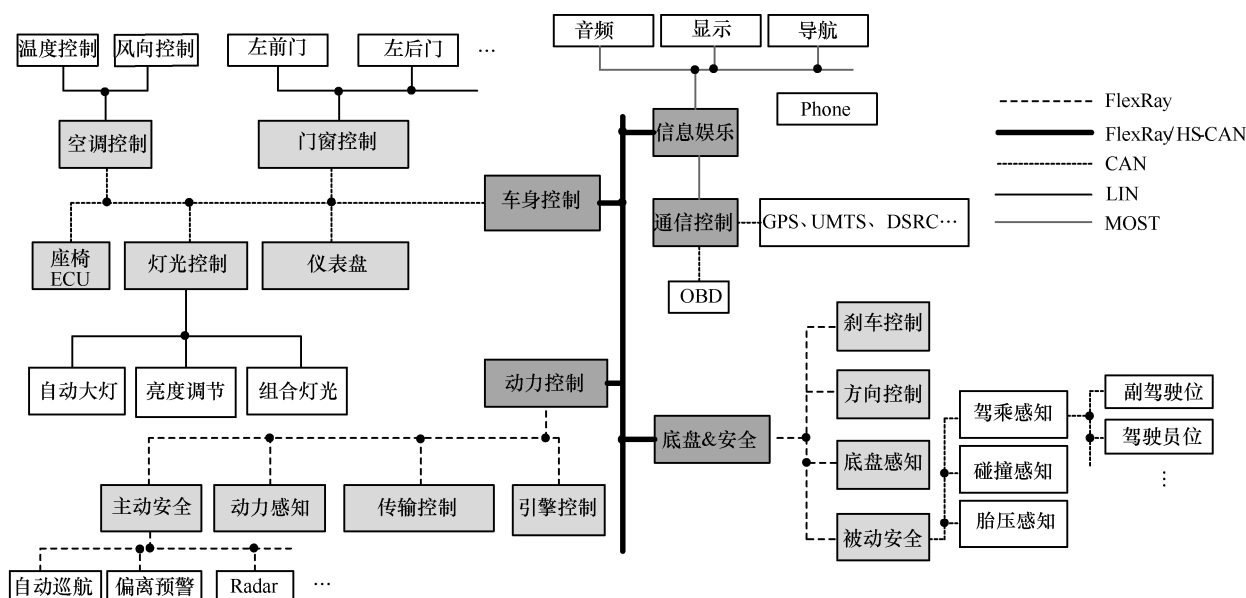 音频
显示
导航
温度控制
风向控制
左前门
左后门
…
Phone
FlexRay
FlexRay/HS-CAN
CAN
LIN
MOST
空调控制
门窗控制
信息娱乐
车身控制
通信控制
GPS、UMTS、DSRC…
座椅
ECU
灯光控制
仪表盘
OBD
刹车控制
自动大灯
亮度调节
组合灯光
动力控制
方向控制
驾乘感知
副驾驶位
底盘&安全
底盘感知
驾驶员位
碰撞感知
…
主动安全
动力感知
传输控制
引擎控制
被动安全
胎压感知
自动巡航
偏离预警
Radar
…